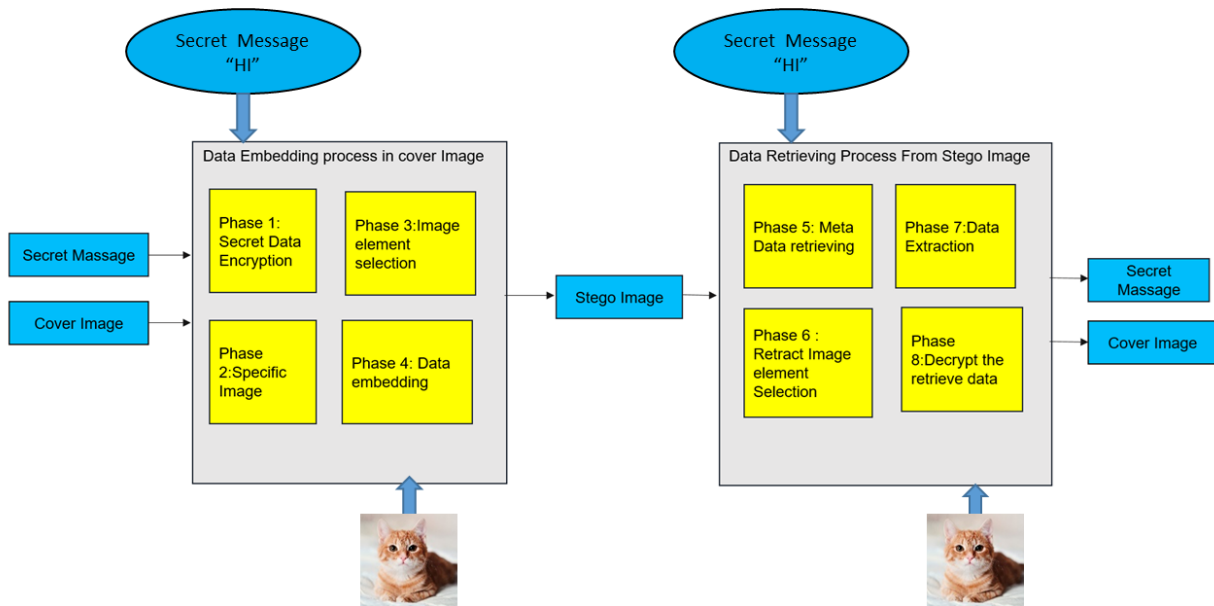 Secret Message
“HI”
Secret Message
“HI”
Data Embedding process in cover Image
Phase 1:
Secret Data
Encryption
Phase 3:Image
element
selection
Phase
2:Specific
Image
Phase 4: Data
embedding
Secret Massage
Cover Image
Stego Image
Data Retrieving Process From Stego Image
Phase 5: Meta
Data retrieving
Phase 7:Data
Extraction
Phase 6 :
Retract Image
element
Selection
Phase
8:Decrypt the
retrieve data
Secret
Massage
Cover Image